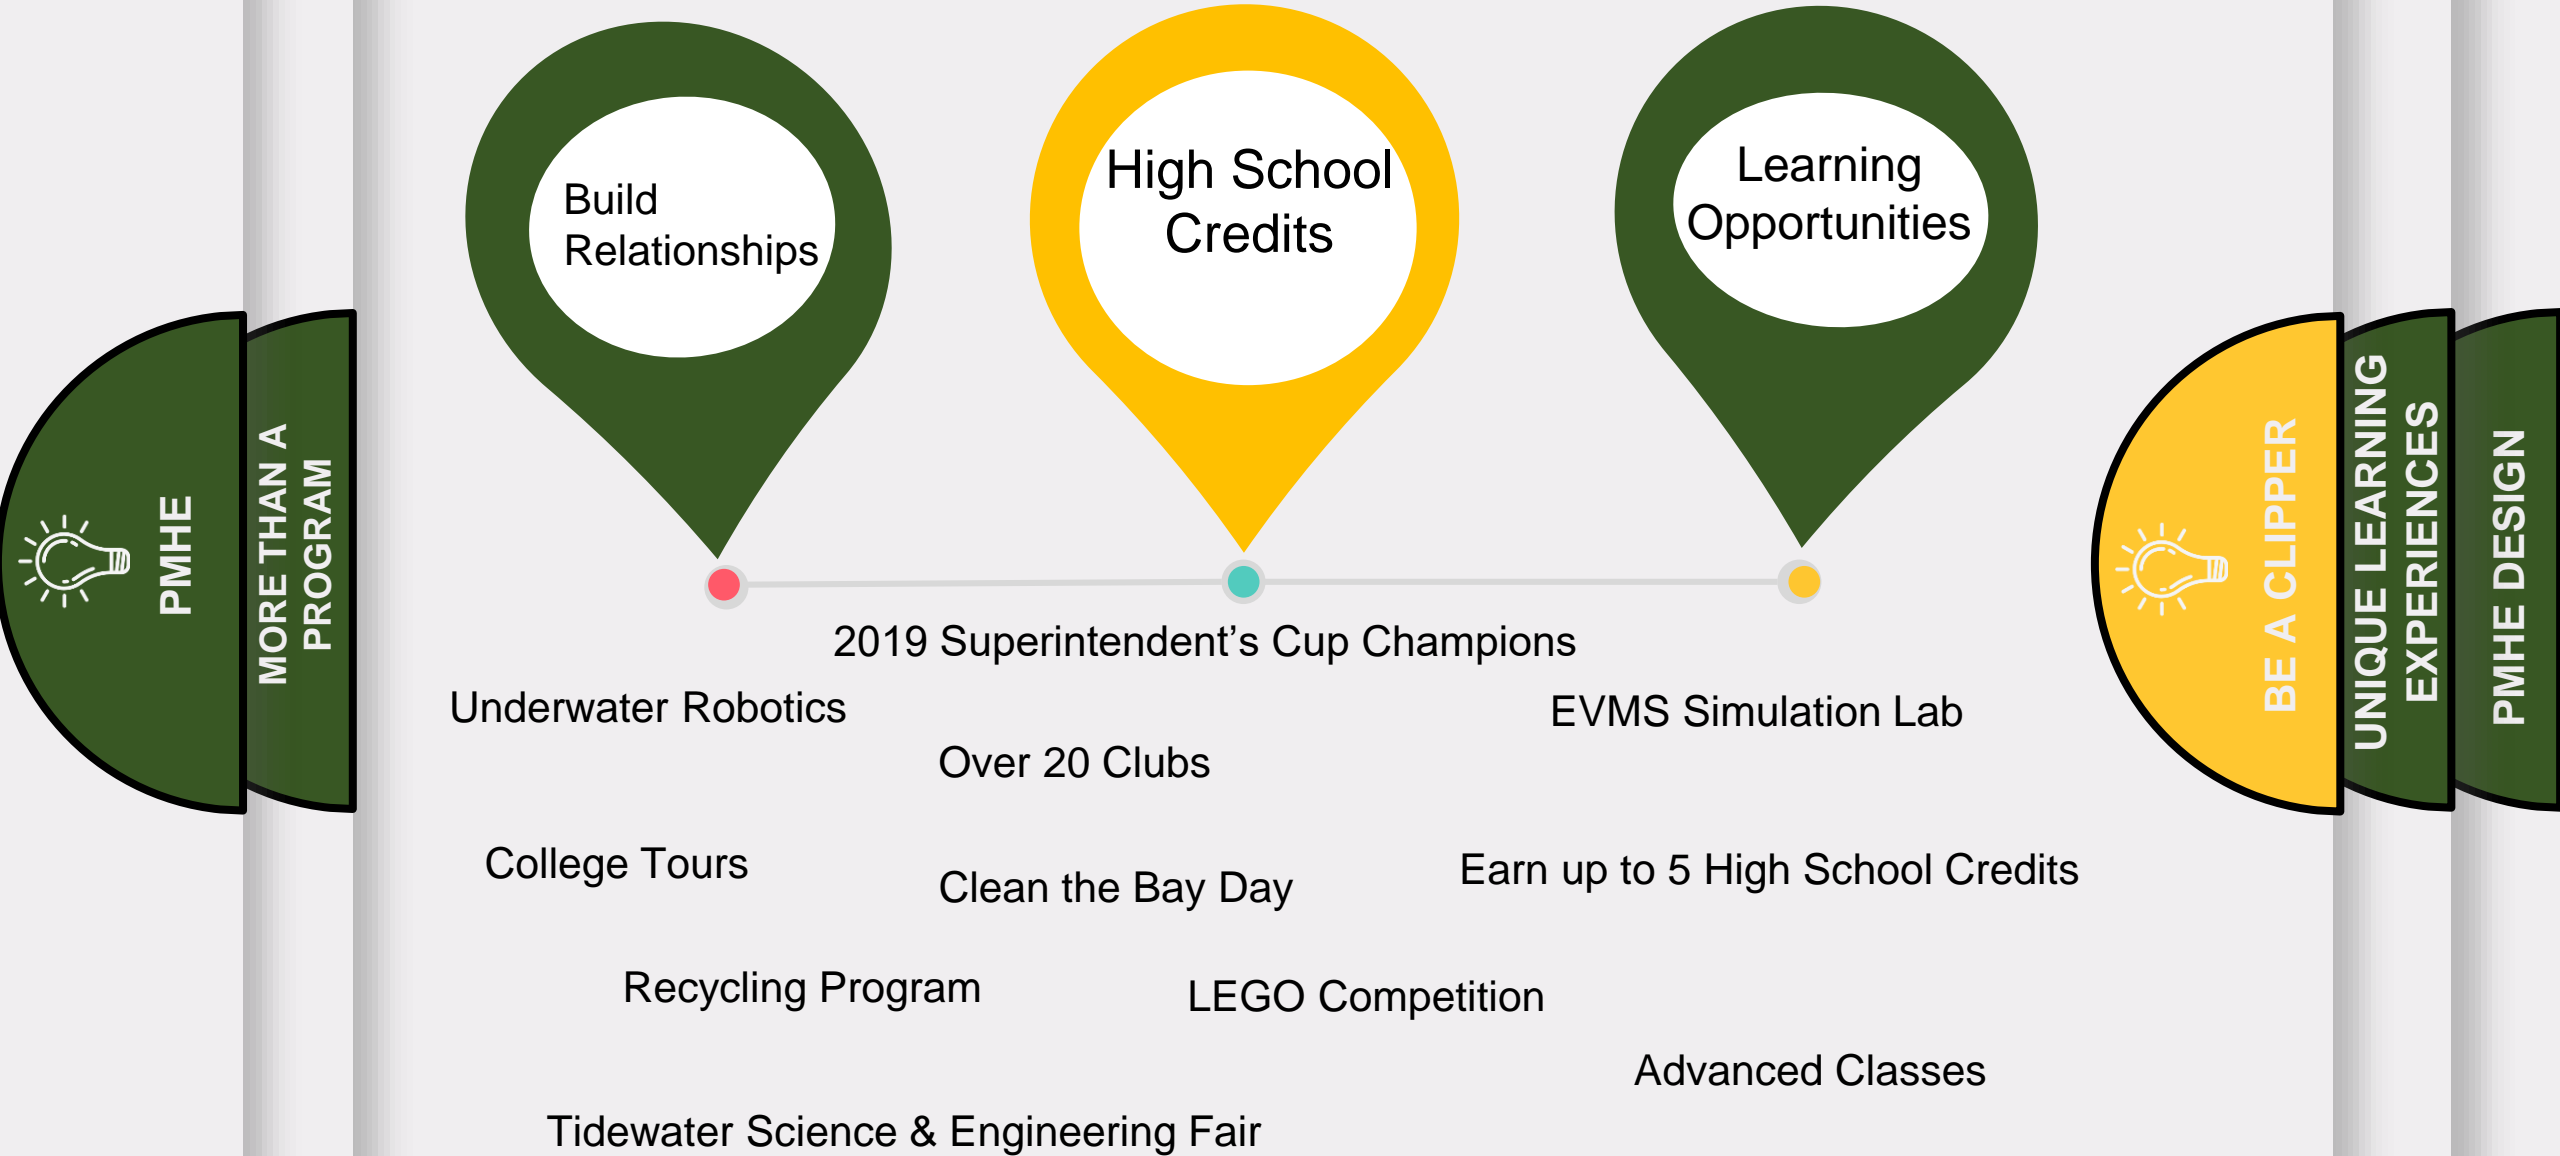 Build
Relationships
High School
Credits
Learning
Opportunities
PMHE
MORE THAN A
PROGRAM
BE A CLIPPER
UNIQUE LEARNING
EXPERIENCES
PMHE DESIGN
2019 Superintendent’s Cup Champions
Underwater Robotics
EVMS Simulation Lab
Over 20 Clubs
College Tours
Clean the Bay Day
Earn up to 5 High School Credits
Recycling Program
LEGO Competition
Advanced Classes
Tidewater Science & Engineering Fair